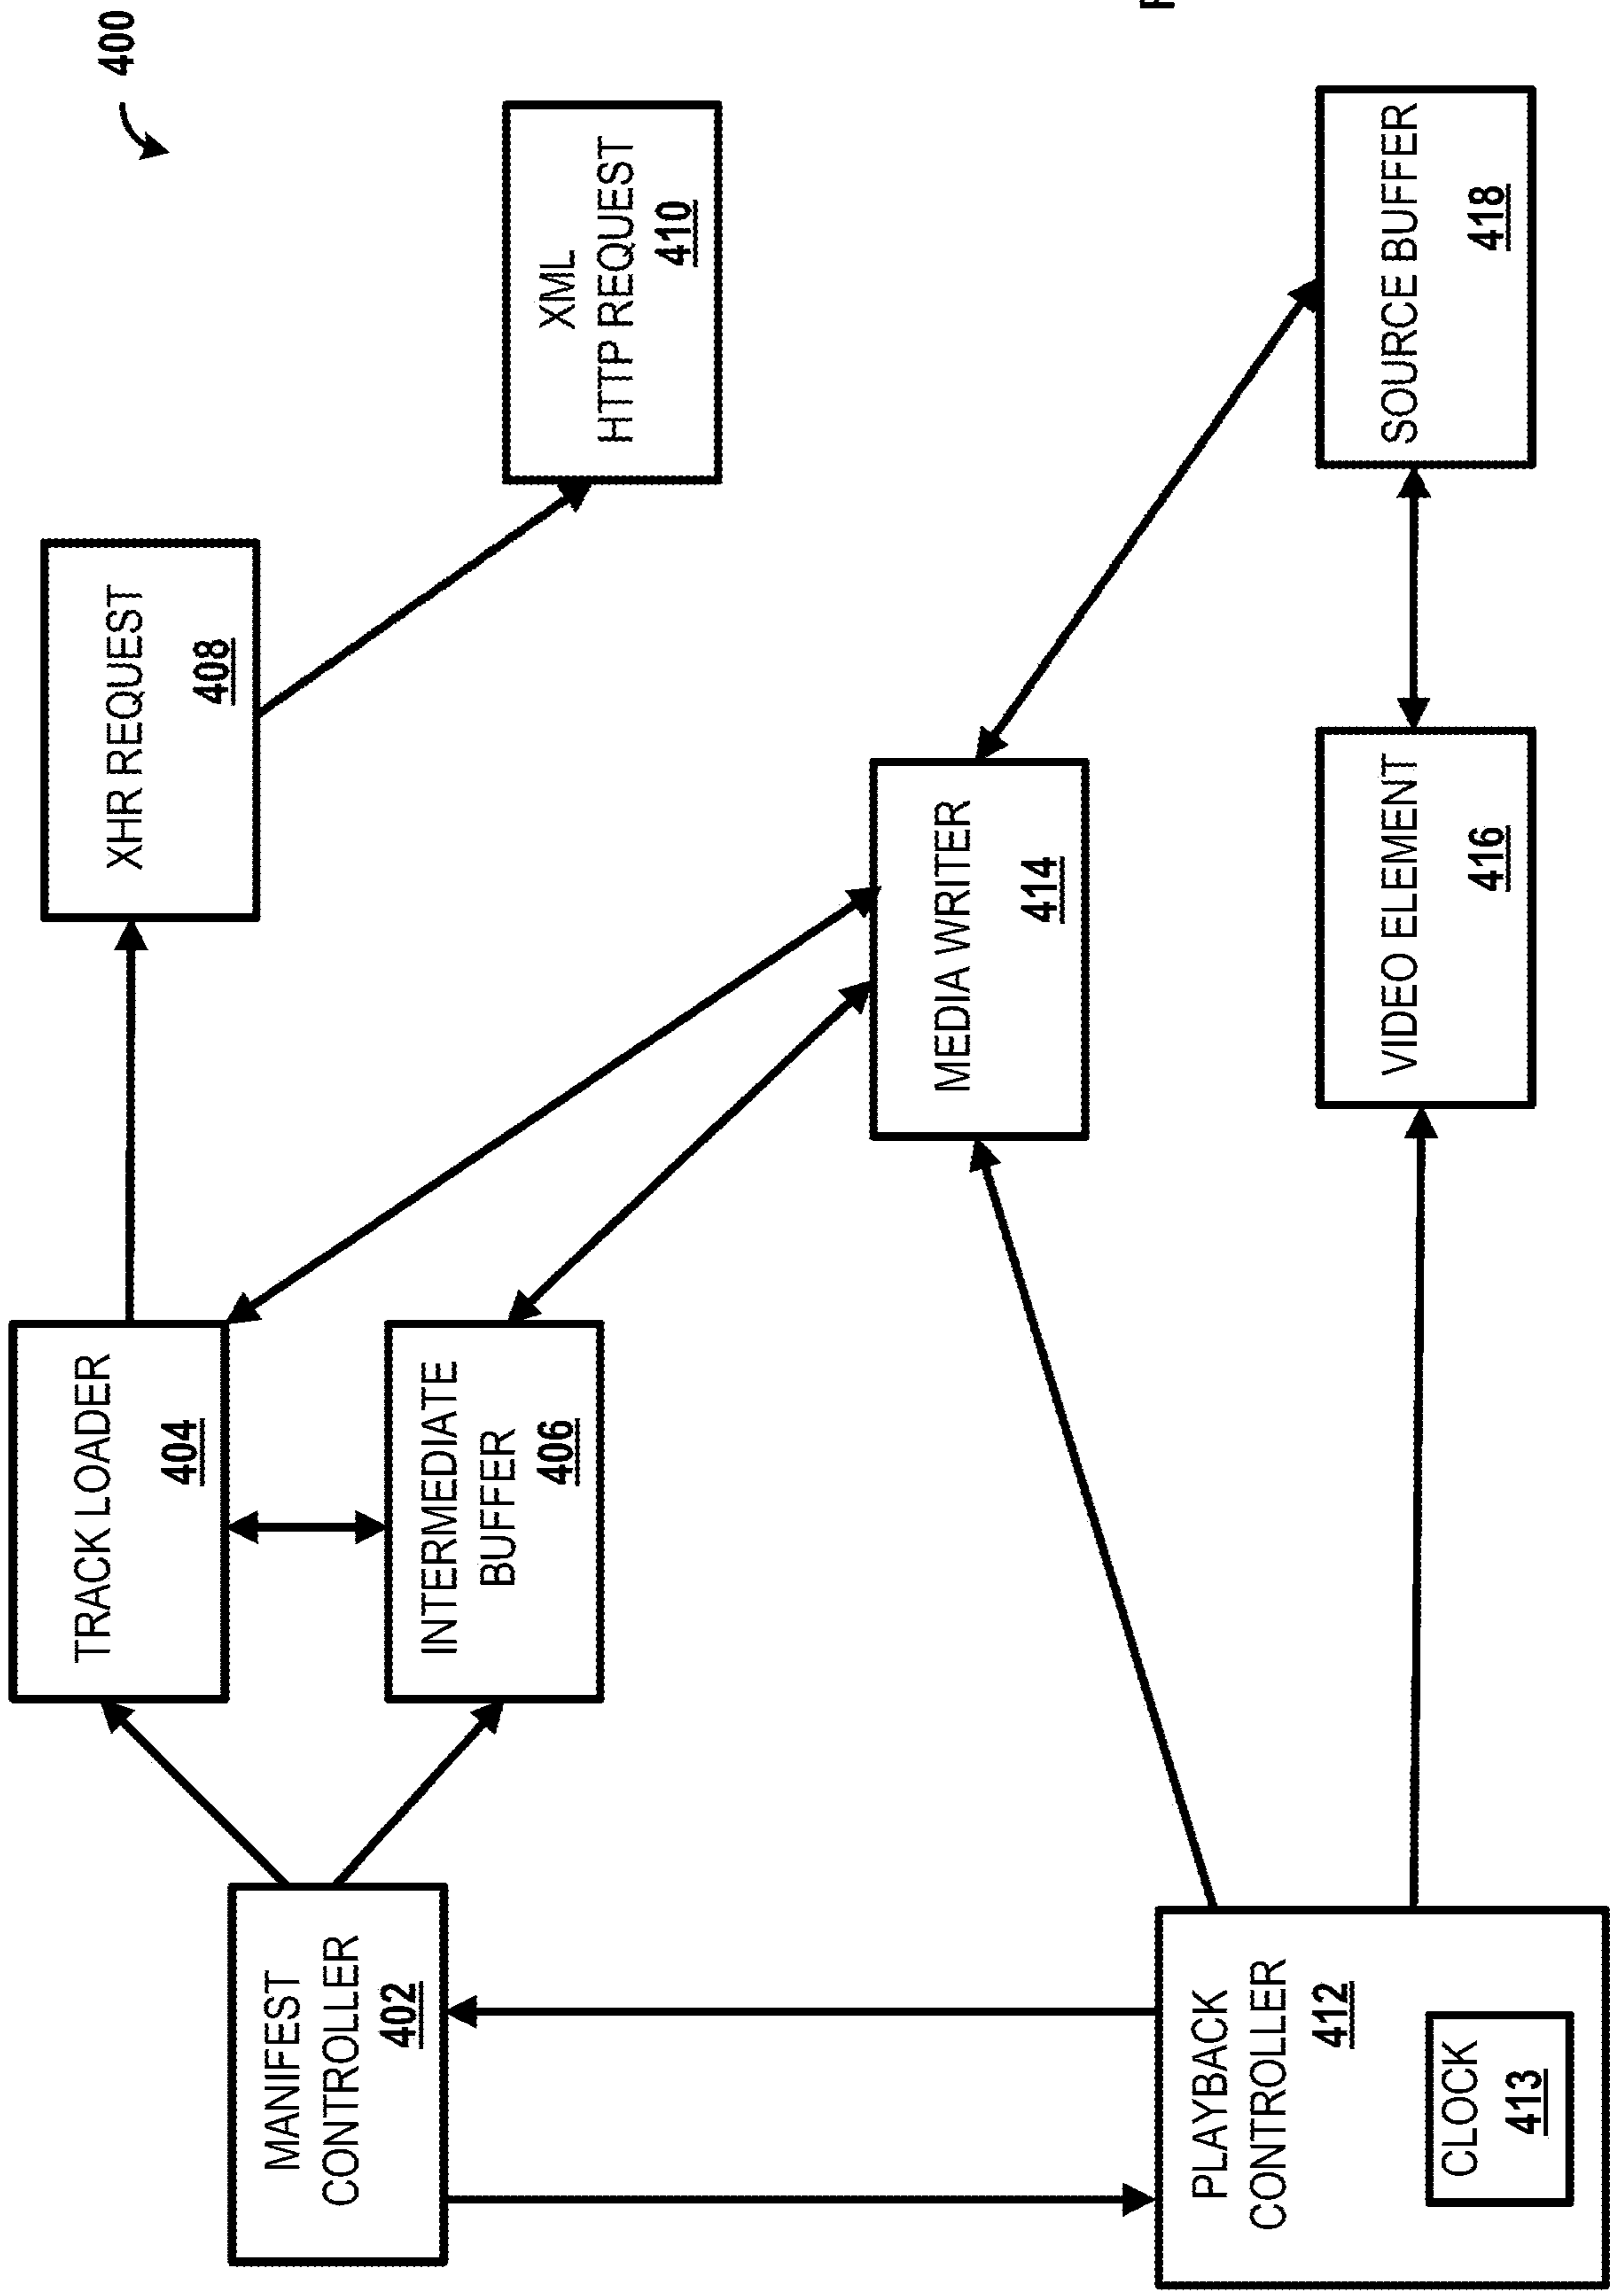 400
TRACK LOADER
404
XHR REQUEST
408
MANIFEST
CONTROLLER
402
INTERMEDIATE
BUFFER
406
XML
HTTP REQUEST
410
MEDIA WRITER
414
PLAYBACK
CONTROLLER
412
CLOCK
413
VIDEO ELEMENT
416
SOURCE BUFFER
418